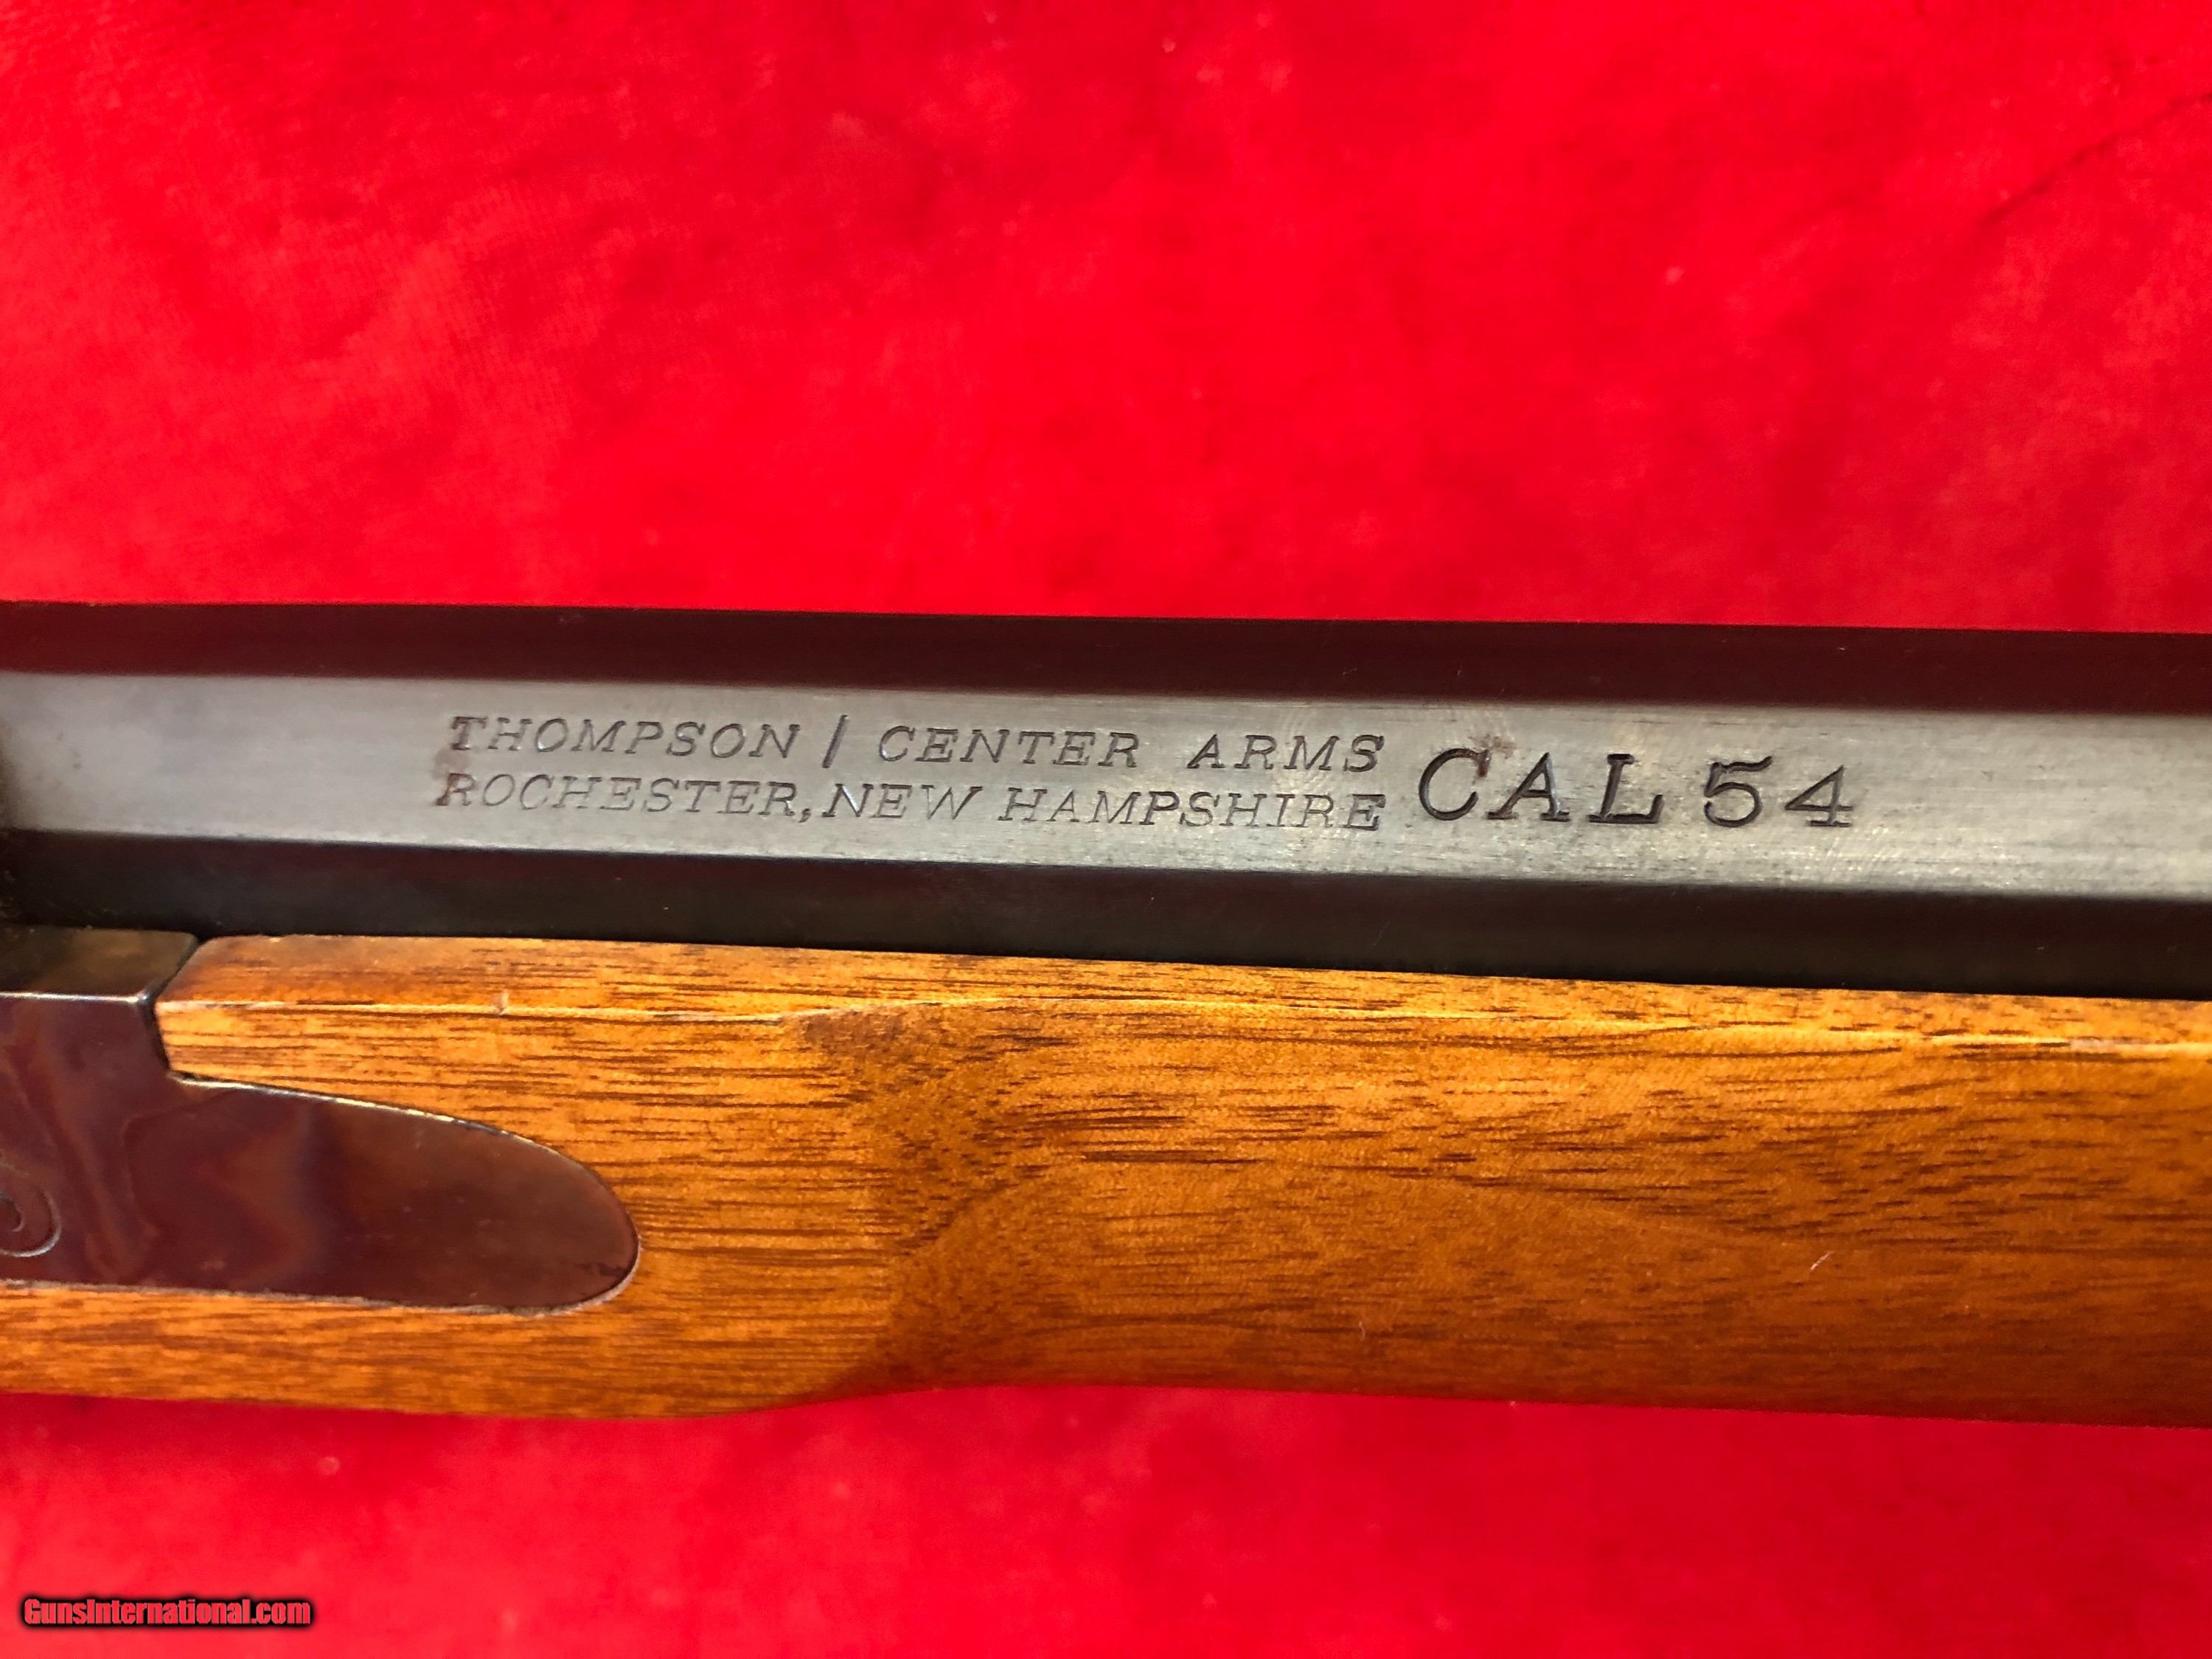 THOMPSON / CENTER ARMS
ROCHESTER, NEW HAMPSHIRE
CAL 54
GunsInternational.com